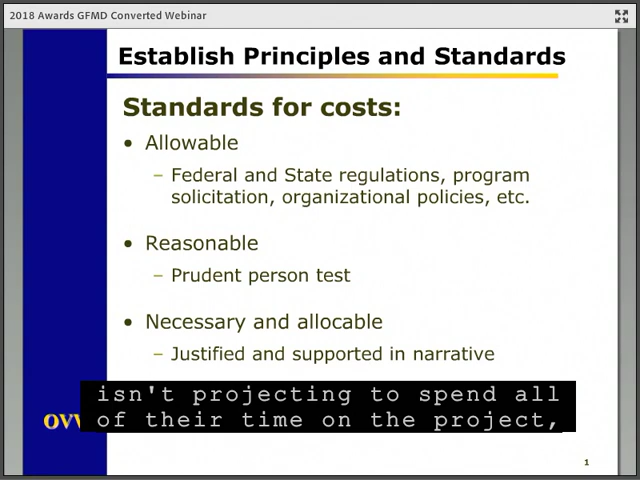 2018 Awards GFMD Converted Webinar
Establish Principles and Standards
Standards for costs:
• Allowable
– Federal and State regulations, program
solicitation, organizational policies, etc.
• Reasonable
– Prudent person test
• Necessary and allocable
– Justified and supported in narrative
isn't projecting to spend all
of their time on the project,
1